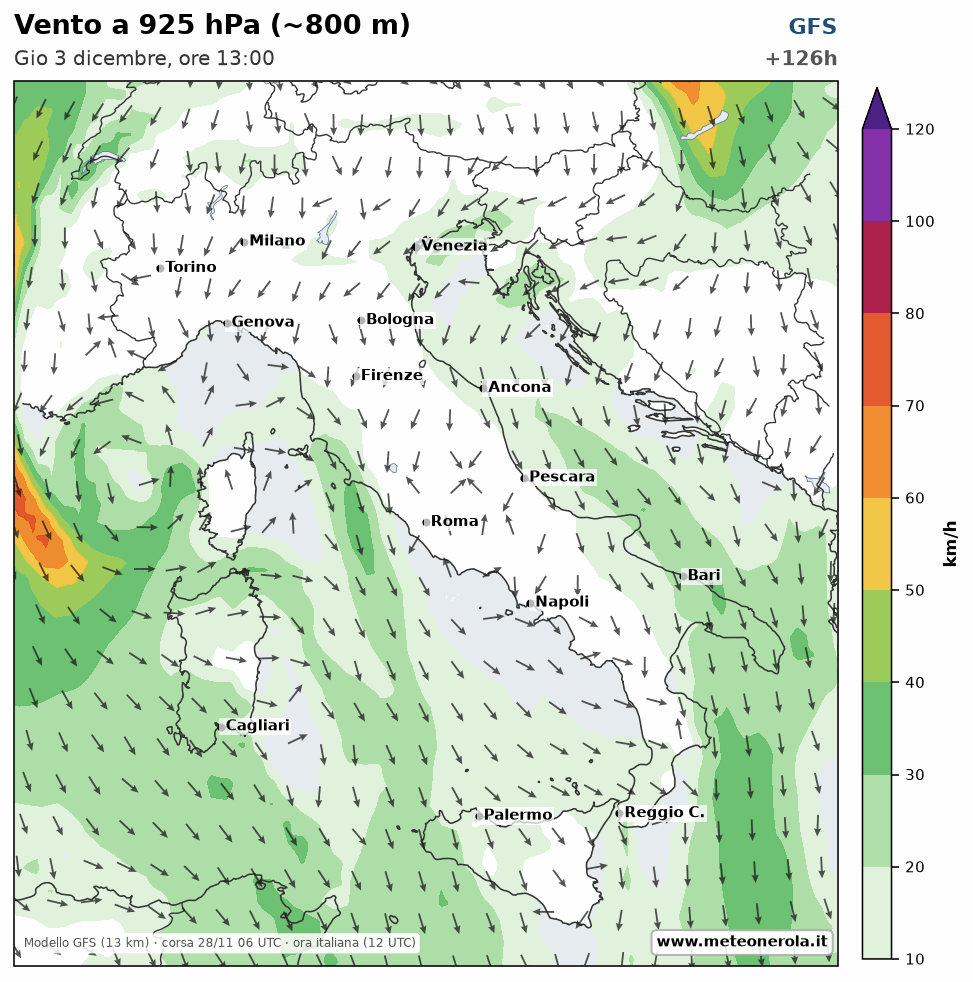 Vento a 925 hPa (~800 m)
GFS
Gio 3 dicembre, ore 13:00
+126h
120
100
80
70
60
50
40
30
20
10
km/h
Milano
Venezia
Torino
Genova
Bologna
Firenze
Ancona
Pescara
Roma
Bari
Napoli
Cagliari
Palermo
Reggio C.
Modello GFS (13 km) · corsa 28/11 06 UTC · ora italiana (12 UTC)
www.meteonerola.it